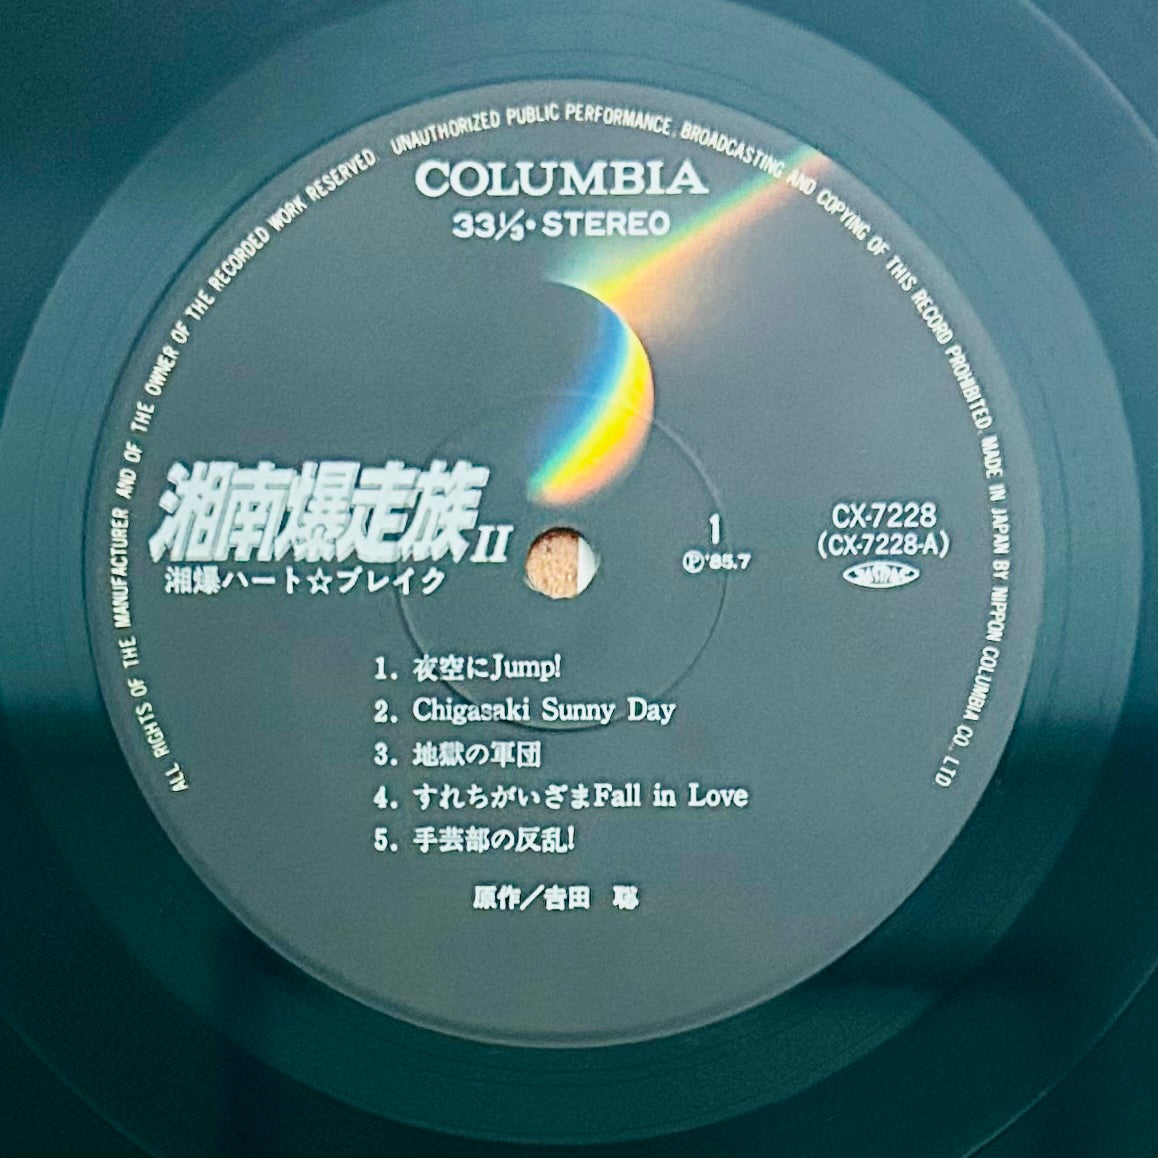 ALL RIGHTS OF THE MANUFACTURER AND OF THE OWNER OF THE RECORDED WORK RESERVED. UNAUTHORIZED PUBLIC PERFORMANCE, BROADCASTING AND COPYING OF THIS RECORD PROHIBITED. MADE IN JAPAN BY NIPPON COLUMBIA CO., LTD
COLUMBIA
33⅓・STEREO
湘南爆走族II
湘爆ハート☆ブレイク
1
Ⓟ'85.7
CX-7228
(CX-7228-A)
JASRAC
1. 夜空にJump!
2. Chigasaki Sunny Day
3. 地獄の軍団
4. すれちがいざまFall in Love
5. 手芸部の反乱!
原作／吉田 聡